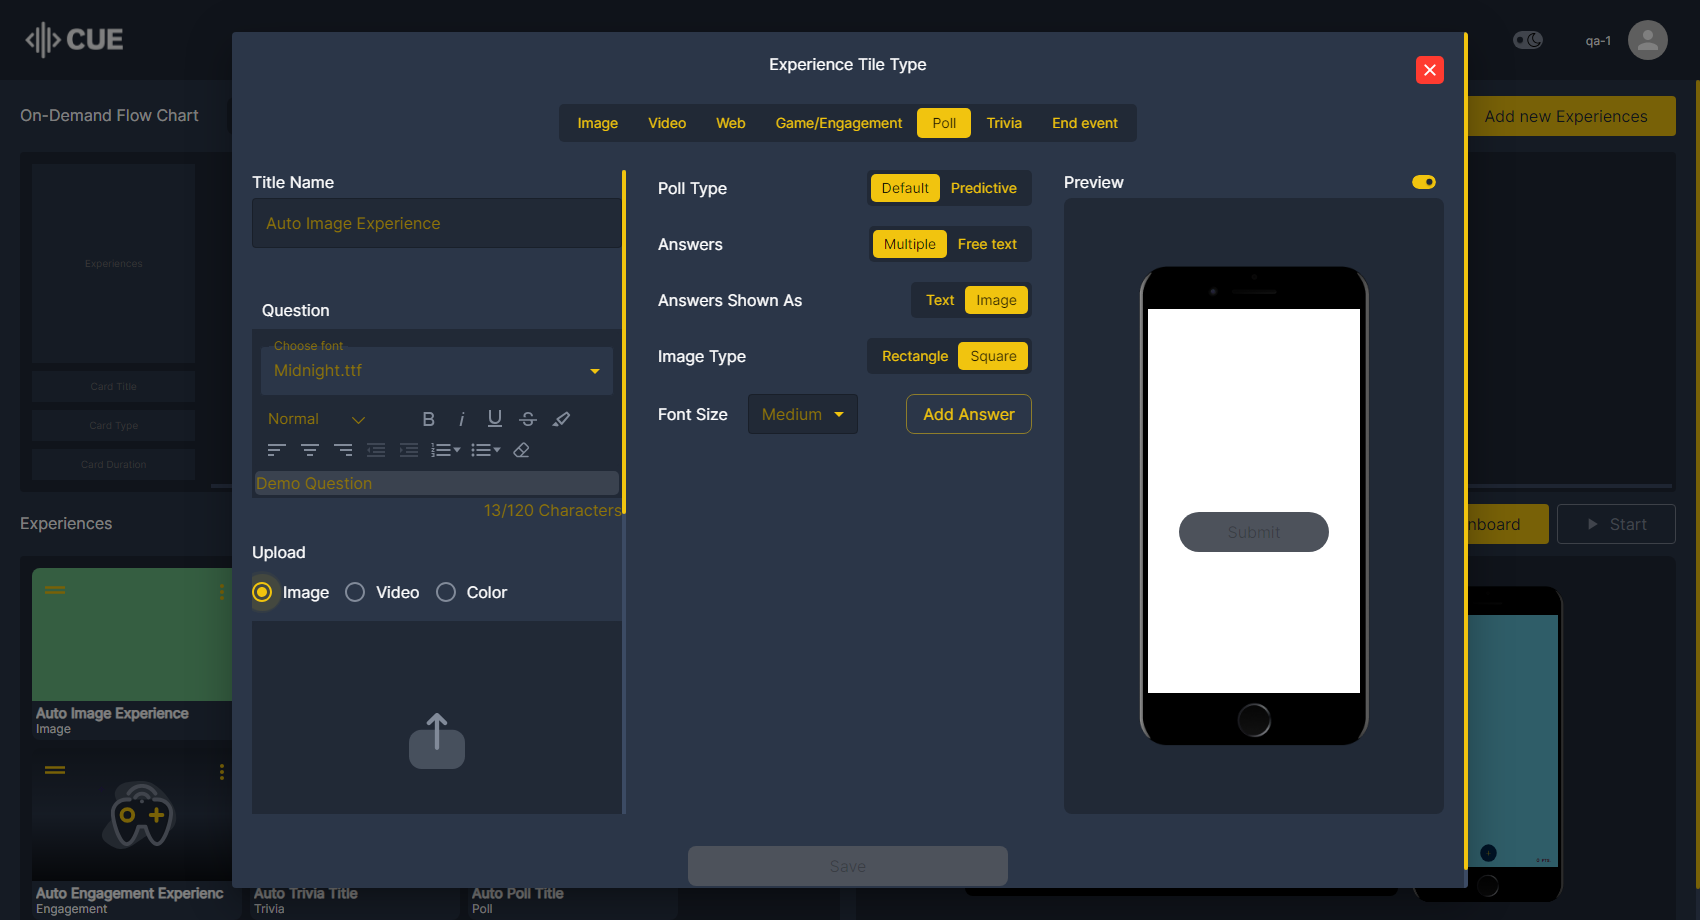 CUE
Experience Tile Type
qa-1
On-Demand Flow Chart
Add new Experiences
Image
Video
Web
Game/Engagement
Poll
Trivia
End event
Title Name
Auto Image Experience
Question
Choose font
Midnight.ttf
Normal
B
i
U
S
Demo Question
13/120 Characters
Upload
Image
Video
Color
Poll Type
Default
Predictive
Answers
Multiple
Free text
Answers Shown As
Text
Image
Image Type
Rectangle
Square
Font Size
Medium
Add Answer
Preview
Submit
Save
Experiences
Card Title
Card Type
Card Duration
Experiences
nboard
Start
Auto Image Experience
Image
Auto Engagement Experienc
Engagement
Auto Trivia Title
Trivia
Auto Poll Title
Poll